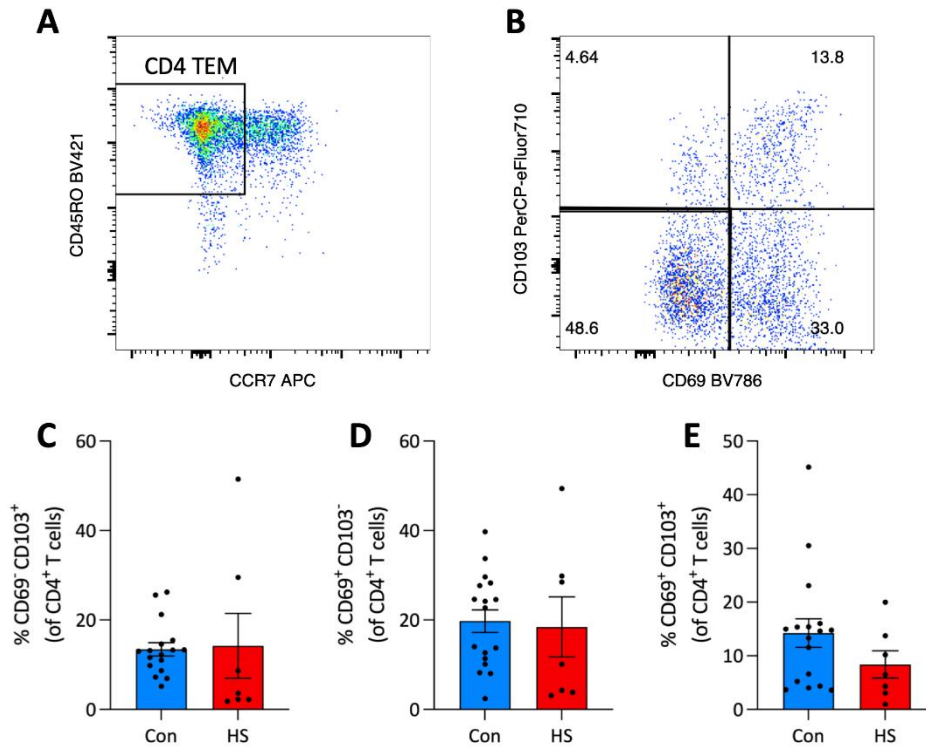 A
CD4 TEM
CD45RO BV421
CCR7 APC
B
4.64
13.8
48.6
33.0
CD103 PerCP-eFluor710
CD69 BV786
C
% CD69⁻ CD103⁺
(of CD4⁺ T cells)
60
40
20
0
Con
HS
D
% CD69⁺ CD103⁻
(of CD4⁺ T cells)
60
40
20
0
Con
HS
E
% CD69⁺ CD103⁺
(of CD4⁺ T cells)
50
40
30
20
10
0
Con
HS